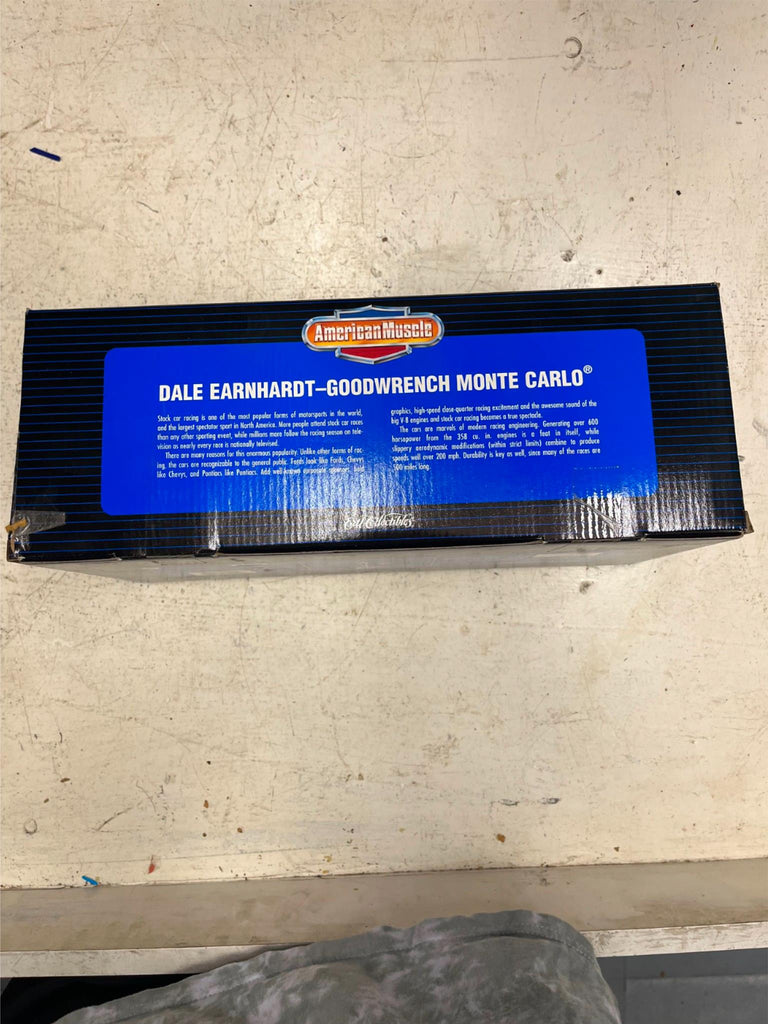 AmericanMuscle
DALE EARNHARDT–GOODWRENCH MONTE CARLO®
Stock car racing is one of the most popular forms of motorsports in the world,
and the largest spectator sport in North America. More people attend stock car races
than any other sporting event, while millions more follow the racing season on tele-
vision as nearly every race is nationally televised.
There are many reasons for this enormous popularity. Unlike other forms of rac-
ing, the cars are recognizable to the general public. Fords look like Fords, Chevys
like Chevys, and Pontiacs like Pontiacs. Add well-known corporate sponsors, bold
graphics, high-speed close-quarter racing excitement and the awesome sound of the
big V-8 engines and stock car racing becomes a true spectacle.
The cars are marvels of modern racing engineering. Generating over 600
horsepower from the 358 cu. in. engines is a feat in itself, while
slippery aerodynamic modifications (within strict limits) combine to produce
speeds well over 200 mph. Durability is key as well, since many of the races are
500 miles long.
Ertl Collectibles